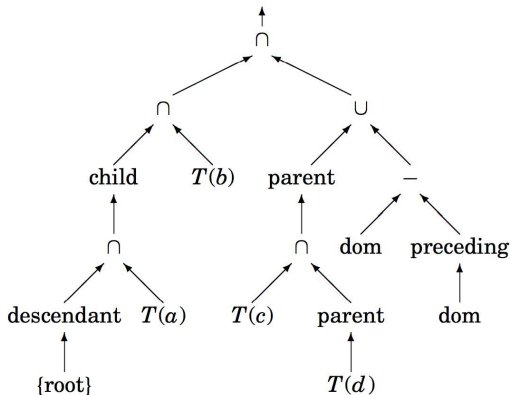 ∩
∩ ∪
child T(b) parent −
∩ ∩ dom preceding
descendant T(a) T(c) parent dom
{root} T(d)